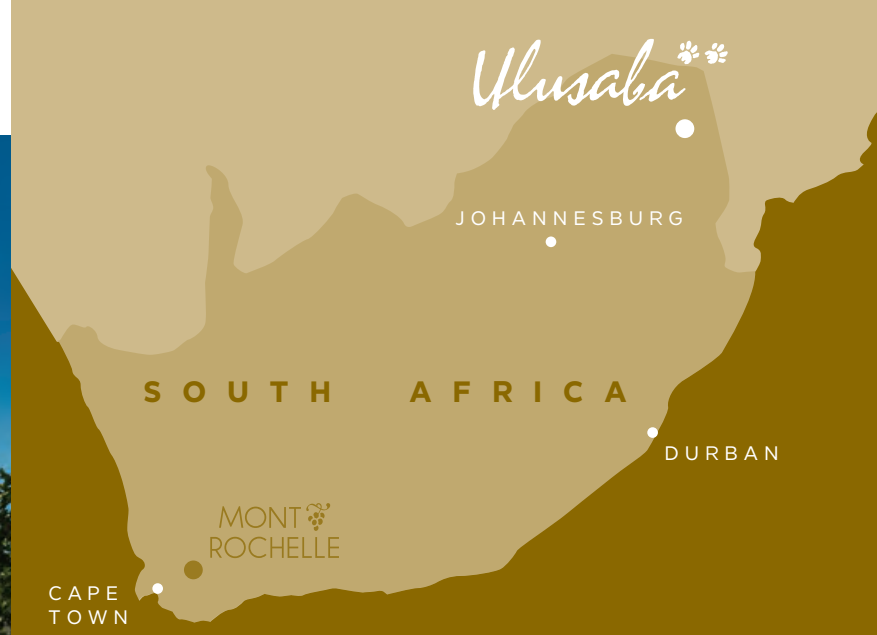 Ulusaba
JOHANNESBURG
SOUTH AFRICA
DURBAN
MONT
ROCHELLE
CAPE
TOWN